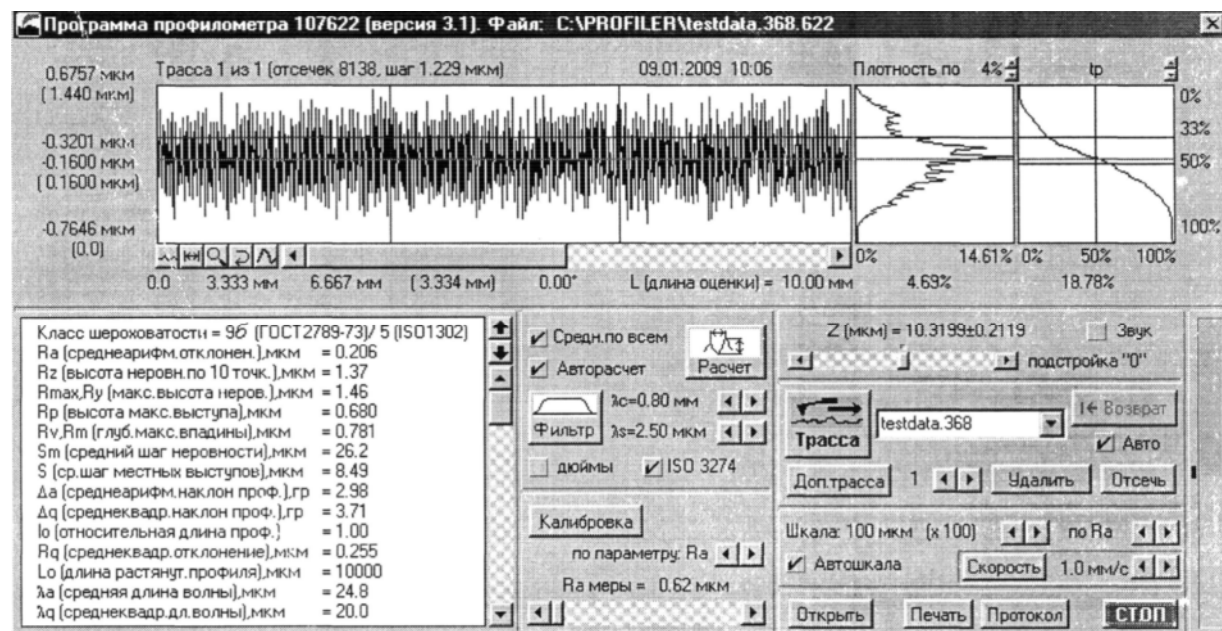 Программа профилометра 107622 (версия 3.1). Файл: C:\PROFILER\testdata.368.622
Трасса 1 из 1 (отсечек 8138, шаг 1.229 мкм) 09.01.2009 10:06 Плотность по 4% tp
0.6757 мкм
(1.440 мкм)
-0.3201 мкм
-0.1600 мкм
(0.1600 мкм)
-0.7646 мкм
(0.0)
0%
33%
50%
100%
0% 14.61% 0% 50% 100%
0.0 3.333 мм 6.667 мм (3.334 мм) 0.00° L (длина оценки) = 10.00 мм 4.69% 18.78%
Класс шероховатости = 9б (ГОСТ2789-73)/ 5 (ISO1302)
Ra (среднеарифм.отклонен.),мкм = 0.206
Rz (высота неровн.по 10 точк.),мкм = 1.37
Rmax,Ry (макс.высота неров.),мкм = 1.46
Rp (высота макс.выступа),мкм = 0.680
Rv,Rm (глуб.макс.впадины),мкм = 0.781
Sm (средний шаг неровности),мкм = 26.2
S (ср.шаг местных выступов),мкм = 8.49
Δa (среднеарифм.наклон проф.),гр = 2.98
Δq (среднеквадр.наклон проф.),гр = 3.71
lo (относительная длина проф.) = 1.00
Rq (среднеквадр.отклонение),мкм = 0.255
Lo (длина растянут.профиля),мкм = 10000
λa (средняя длина волны),мкм = 24.8
λq (среднеквадр.дл.волны),мкм = 20.0
Средн.по всем
Авторасчет
Расчет
Фильтр
λc=0.80 мм
λs=2.50 мкм
дюймы ISO 3274
Калибровка
по параметру: Ra
Ra меры = 0.62 мкм
Z (мкм) = 10.3199±0.2119 Звук
подстройка "0"
Трасса
testdata.368
Возврат
Авто
Доп.трасса 1 Удалить Отсечь
Шкала: 100 мкм (x100) по Ra
Автошкала Скорость 1.0 мм/с
Открыть Печать Протокол СТОП